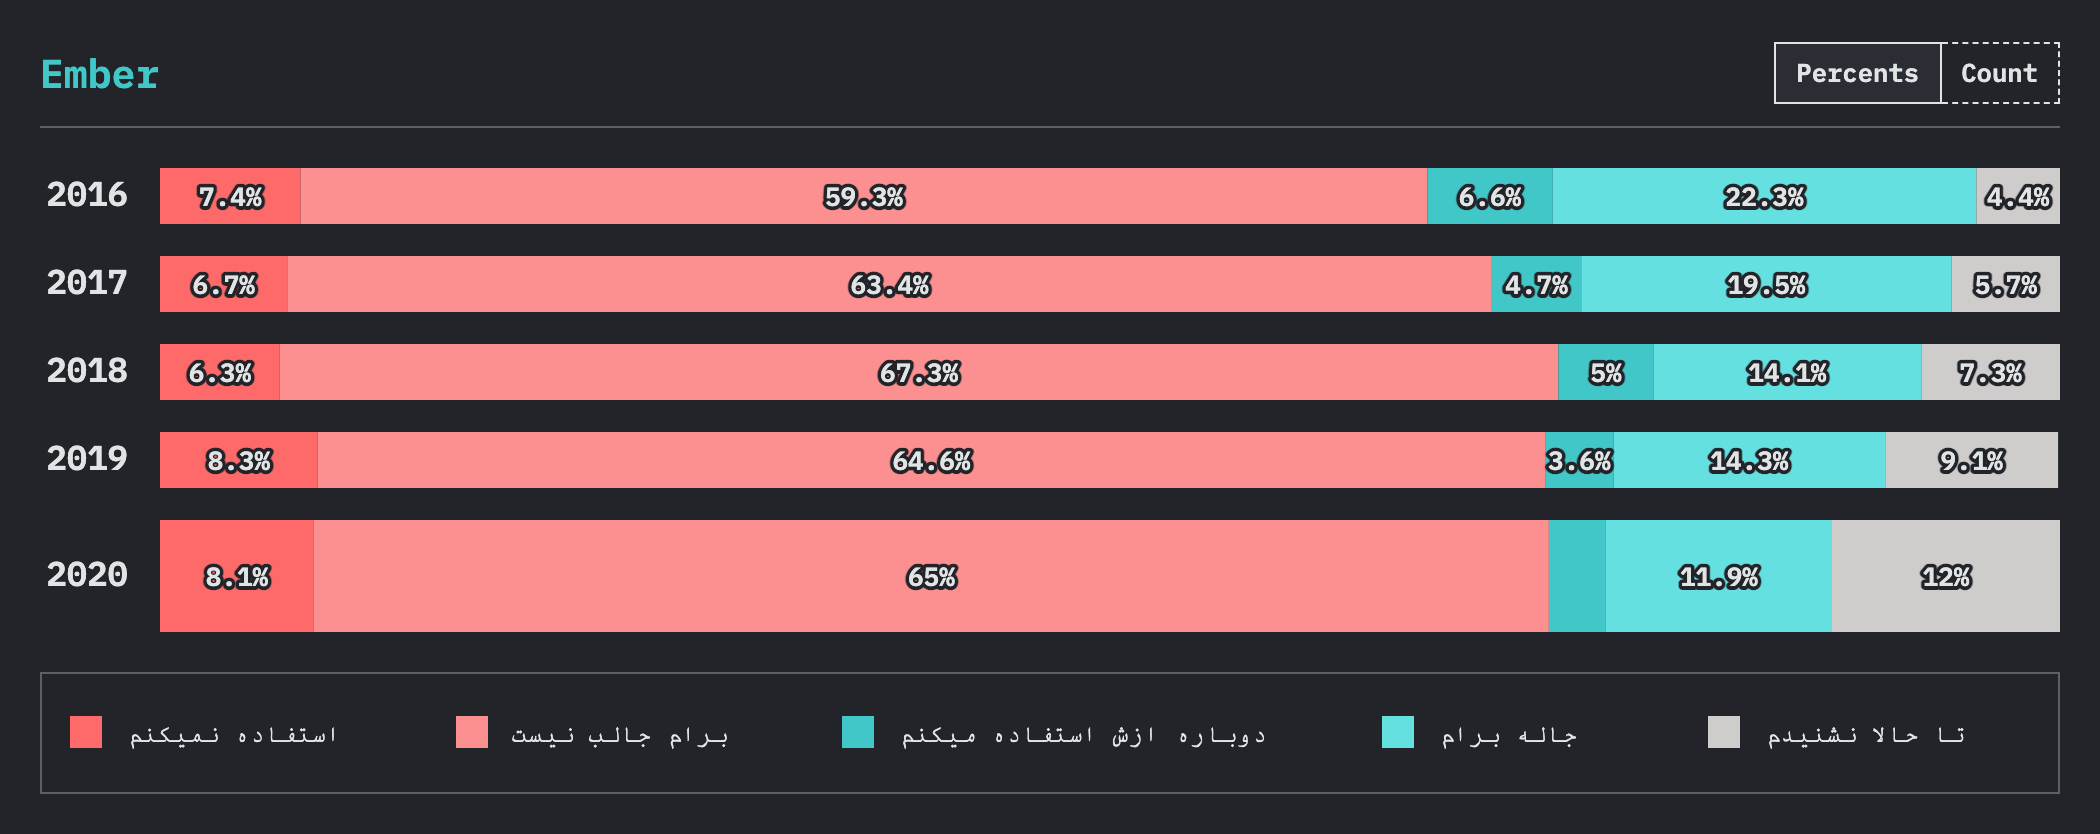 Ember
Percents Count
2016 7.4% 59.3% 6.6% 22.3% 4.4%
2017 6.7% 63.4% 4.7% 19.5% 5.7%
2018 6.3% 67.3% 5% 14.1% 7.3%
2019 8.3% 64.6% 3.6% 14.3% 9.1%
2020 8.1% 65% 11.9% 12%
استفاده نمیکنم برام جالب نیست دوباره ازش استفاده میکنم جاله برام تا حالا نشنیدم